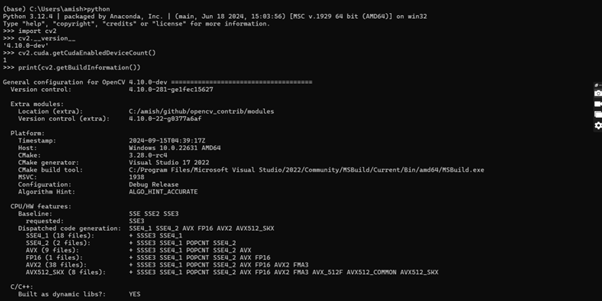 (base) C:\Users\amish>python
Python 3.12.4 | packaged by Anaconda, Inc. | (main, Jun 18 2024, 15:03:56) [MSC v.1929 64 bit (AMD64)] on win32
Type "help", "copyright", "credits" or "license" for more information.
>>> import cv2
>>> cv2.__version__
'4.10.0-dev'
>>> cv2.cuda.getCudaEnabledDeviceCount()
1
>>> print(cv2.getBuildInformation())

General configuration for OpenCV 4.10.0-dev =====================================
  Version control:               4.10.0-281-ge1fec15627

  Extra modules:
    Location (extra):            C:/amish/github/opencv_contrib/modules
    Version control (extra):     4.10.0-22-g0377a6af

  Platform:
    Timestamp:                   2024-09-15T04:39:17Z
    Host:                        Windows 10.0.22631 AMD64
    CMake:                       3.28.0-rc4
    CMake generator:             Visual Studio 17 2022
    CMake build tool:            C:/Program Files/Microsoft Visual Studio/2022/Community/MSBuild/Current/Bin/amd64/MSBuild.exe
    MSVC:                        1938
    Configuration:               Debug Release
    Algorithm Hint:              ALGO_HINT_ACCURATE

  CPU/HW features:
    Baseline:                    SSE SSE2 SSE3
      requested:                 SSE3
    Dispatched code generation:  SSE4_1 SSE4_2 AVX FP16 AVX2 AVX512_SKX
      SSE4_1 (18 files):         + SSSE3 SSE4_1
      SSE4_2 (2 files):          + SSSE3 SSE4_1 POPCNT SSE4_2
      AVX (9 files):             + SSSE3 SSE4_1 POPCNT SSE4_2 AVX
      FP16 (1 files):            + SSSE3 SSE4_1 POPCNT SSE4_2 AVX FP16
      AVX2 (38 files):           + SSSE3 SSE4_1 POPCNT SSE4_2 AVX FP16 AVX2 FMA3
      AVX512_SKX (8 files):      + SSSE3 SSE4_1 POPCNT SSE4_2 AVX FP16 AVX2 FMA3 AVX_512F AVX512_COMMON AVX512_SKX

  C/C++:
    Built as dynamic libs?:      YES